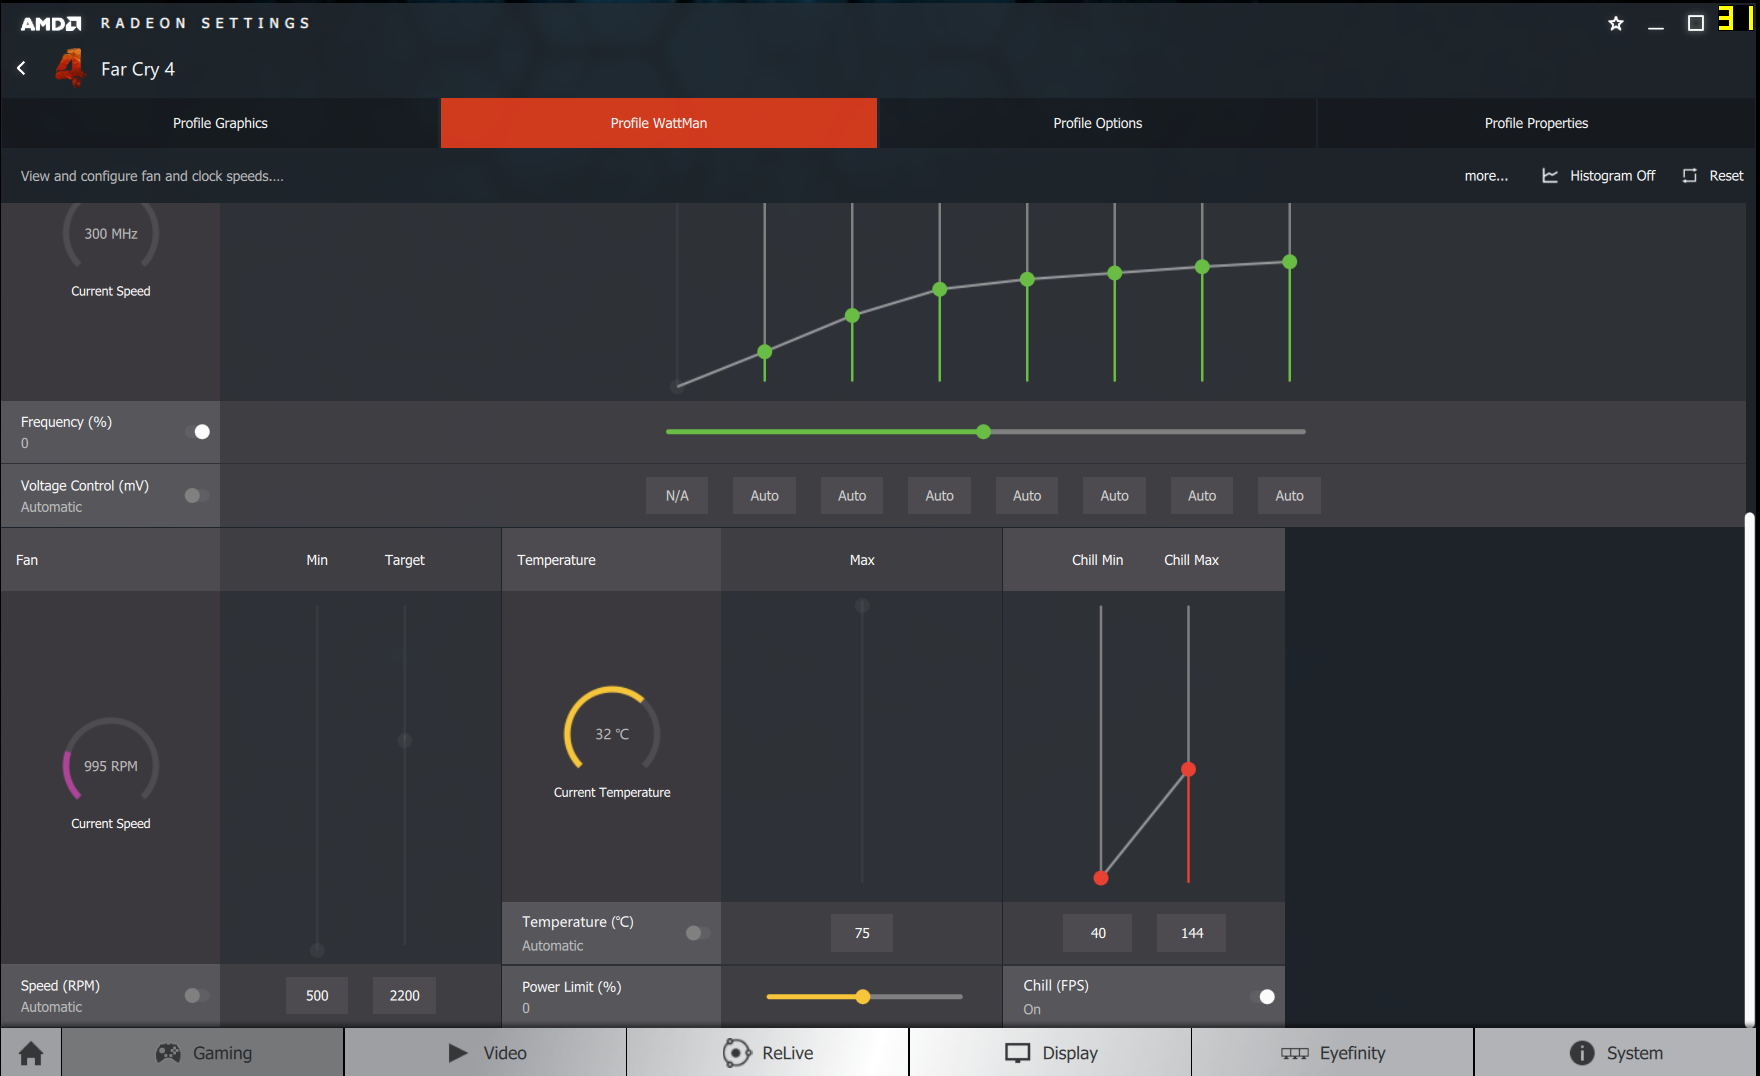 AMD RADEON SETTINGS
31
Far Cry 4
Profile Graphics Profile WattMan Profile Options Profile Properties
View and configure fan and clock speeds.... more... Histogram Off Reset
300 MHz
Current Speed
Frequency (%)
0
Voltage Control (mV)
Automatic
N/A Auto Auto Auto Auto Auto Auto Auto
Fan Min Target Temperature Max Chill Min Chill Max
995 RPM
Current Speed
32 °C
Current Temperature
Temperature (°C)
Automatic
75 40 144
Speed (RPM)
Automatic
500 2200
Power Limit (%)
0
Chill (FPS)
On
Gaming Video ReLive Display Eyefinity System